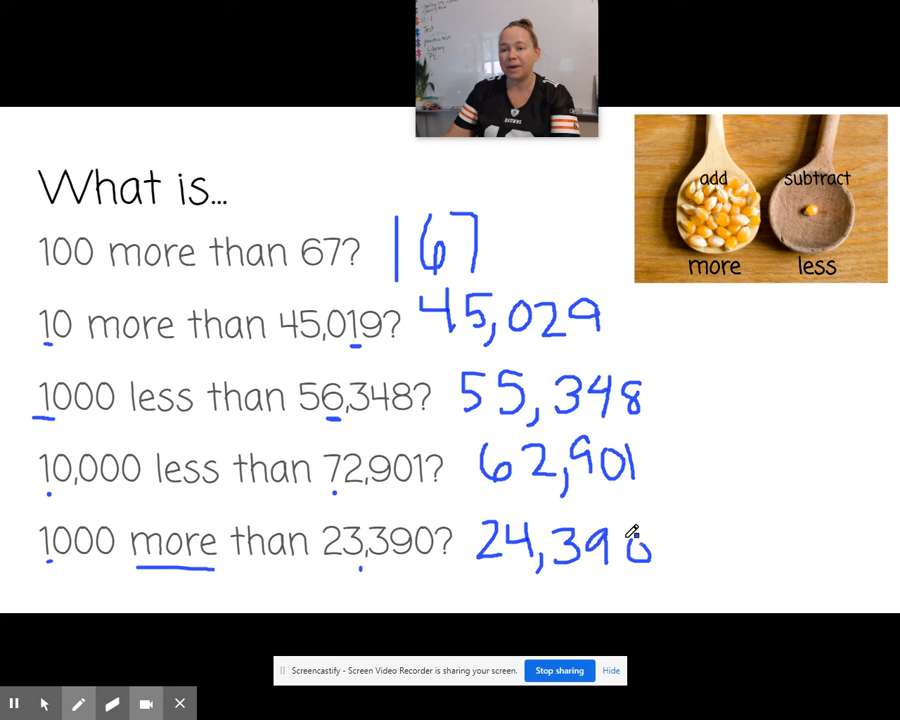 BROWNS
What is...
add
subtract
more
less
100 more than 67? 167
10 more than 45,019? 45,029
1000 less than 56,348? 55,348
10,000 less than 72,901? 62,901
1000 more than 23,390? 24,390
Screencastify - Screen Video Recorder is sharing your screen. Stop sharing Hide